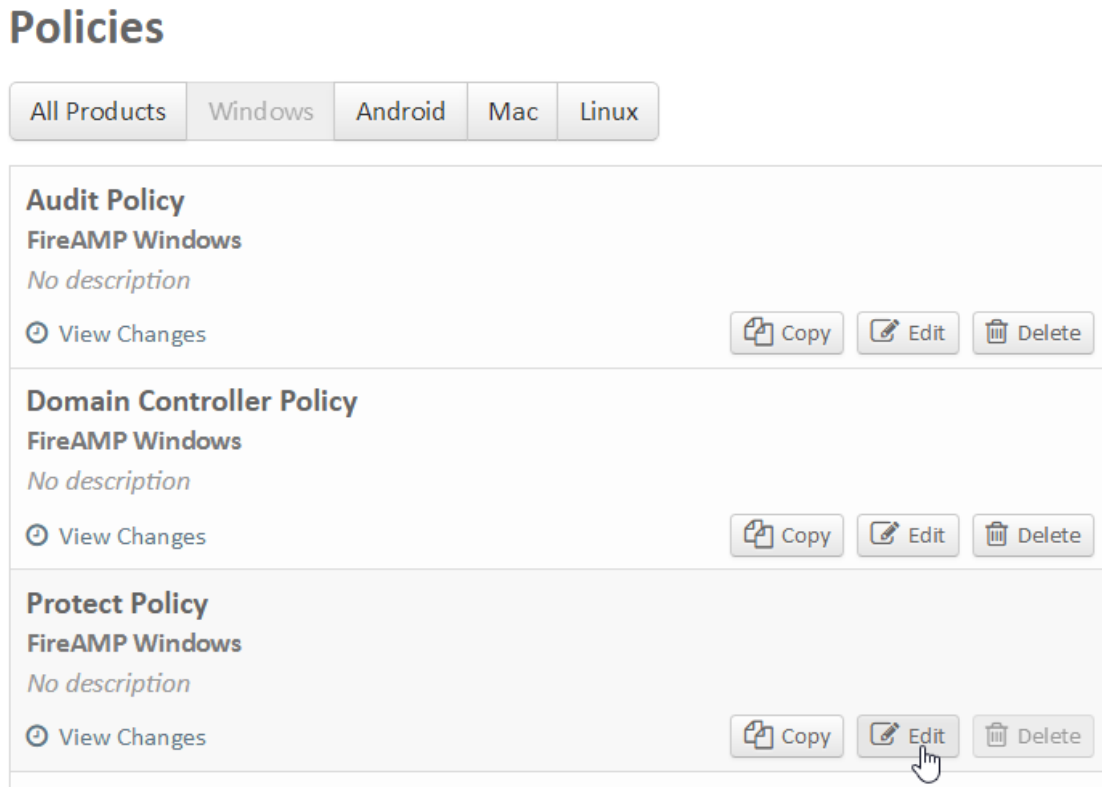 Policies
All Products Windows Android Mac Linux
Audit Policy
FireAMP Windows
No description
View Changes Copy Edit Delete
Domain Controller Policy
FireAMP Windows
No description
View Changes Copy Edit Delete
Protect Policy
FireAMP Windows
No description
View Changes Copy Edit Delete